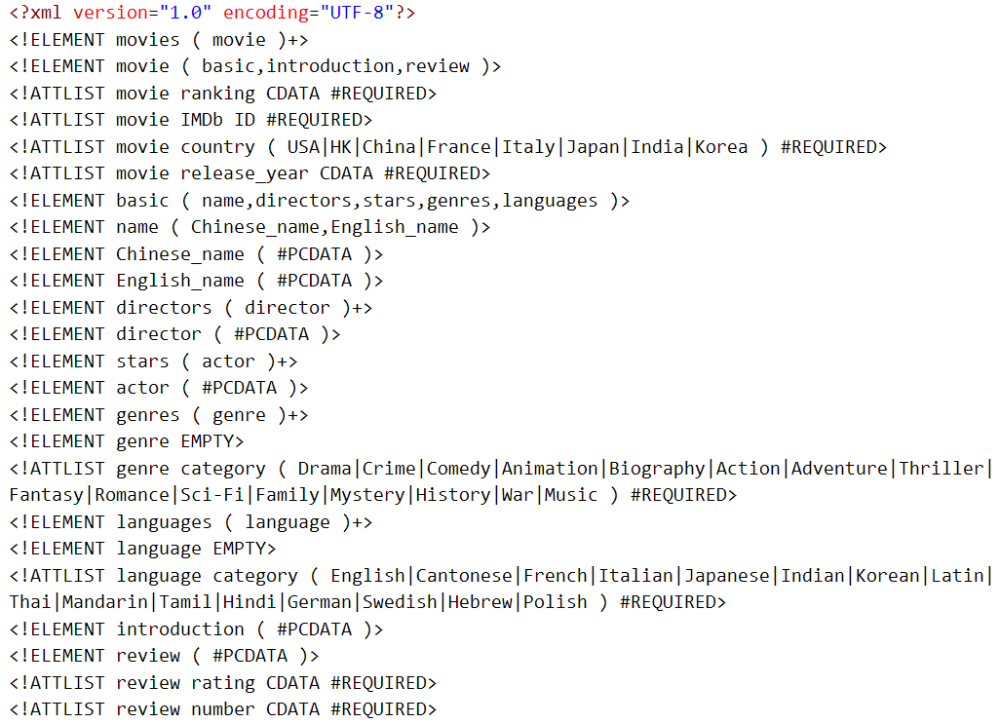 <?xml version="1.0" encoding="UTF-8"?>
<!ELEMENT movies ( movie )+>
<!ELEMENT movie ( basic,introduction,review )>
<!ATTLIST movie ranking CDATA #REQUIRED>
<!ATTLIST movie IMDb ID #REQUIRED>
<!ATTLIST movie country ( USA|HK|China|France|Italy|Japan|India|Korea ) #REQUIRED>
<!ATTLIST movie release_year CDATA #REQUIRED>
<!ELEMENT basic ( name,directors,stars,genres,languages )>
<!ELEMENT name ( Chinese_name,English_name )>
<!ELEMENT Chinese_name ( #PCDATA )>
<!ELEMENT English_name ( #PCDATA )>
<!ELEMENT directors ( director )+>
<!ELEMENT director ( #PCDATA )>
<!ELEMENT stars ( actor )+>
<!ELEMENT actor ( #PCDATA )>
<!ELEMENT genres ( genre )+>
<!ELEMENT genre EMPTY>
<!ATTLIST genre category ( Drama|Crime|Comedy|Animation|Biography|Action|Adventure|Thriller|
Fantasy|Romance|Sci-Fi|Family|Mystery|History|War|Music ) #REQUIRED>
<!ELEMENT languages ( language )+>
<!ELEMENT language EMPTY>
<!ATTLIST language category ( English|Cantonese|French|Italian|Japanese|Indian|Korean|Latin|
Thai|Mandarin|Tamil|Hindi|German|Swedish|Hebrew|Polish ) #REQUIRED>
<!ELEMENT introduction ( #PCDATA )>
<!ELEMENT review ( #PCDATA )>
<!ATTLIST review rating CDATA #REQUIRED>
<!ATTLIST review number CDATA #REQUIRED>